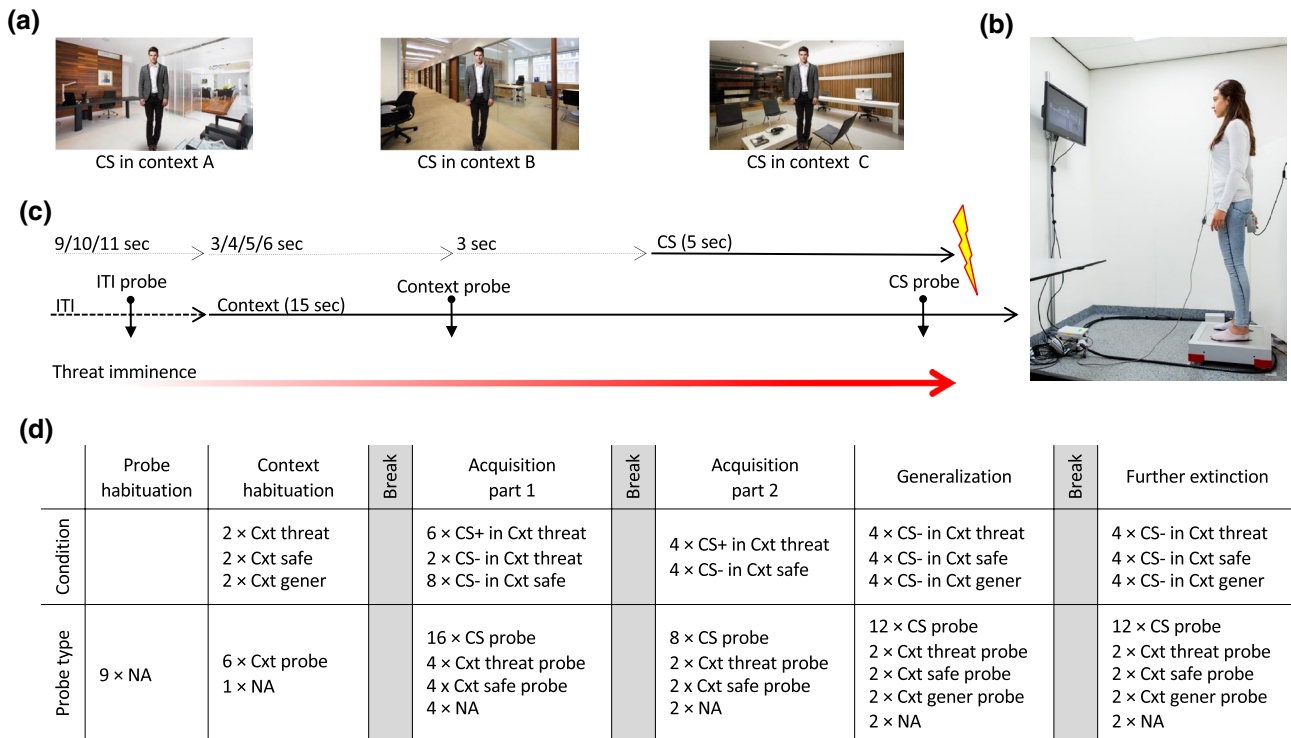 (a)
CS in context A
CS in context B
CS in context  C
(b)
(c)
9/10/11 sec
3/4/5/6 sec
3 sec
CS (5 sec)
ITI probe
Context probe
CS probe
ITI
Context (15 sec)
Threat imminence
(d)
Probe
habituation
Context
habituation
Break
Acquisition
part 1
Break
Acquisition
part 2
Generalization
Break
Further extinction
Condition
2 × Cxt threat
2 × Cxt safe
2 × Cxt gener
6 × CS+ in Cxt threat
2 × CS- in Cxt threat
8 × CS- in Cxt safe
4 × CS+ in Cxt threat
4 × CS- in Cxt safe
4 × CS- in Cxt threat
4 × CS- in Cxt safe
4 × CS- in Cxt gener
4 × CS- in Cxt threat
4 × CS- in Cxt safe
4 × CS- in Cxt gener
Probe type
9 × NA
6 × Cxt probe
1 × NA
16 × CS probe
4 × Cxt threat probe
4 x Cxt safe probe
4 × NA
8 × CS probe
2 × Cxt threat probe
2x Cxt safe probe
2 × NA
12 × CS probe
2 × Cxt threat probe
2 × Cxt safe probe
2 × Cxt gener probe
2 × NA
12 × CS probe
2 × Cxt threat probe
2 × Cxt safe probe
2 × Cxt gener probe
2 × NA